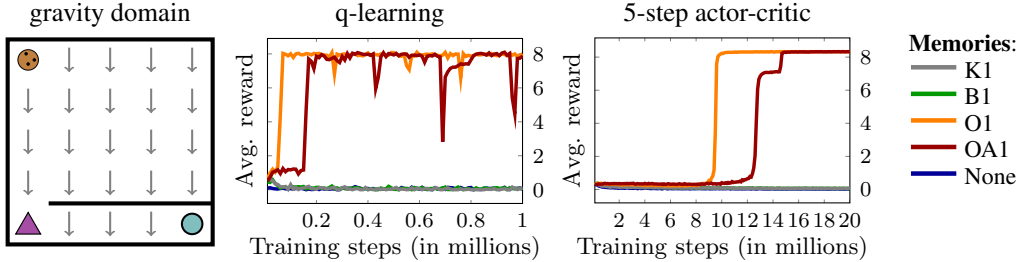 gravity domain
q-learning
Avg. reward
8
6
4
2
0
0.2 0.4 0.6 0.8 1
Training steps (in millions)
5-step actor-critic
Avg. reward
8
6
4
2
0
2 4 6 8 10 12 14 16 18 20
Training steps (in millions)
Memories:
K1
B1
O1
OA1
None